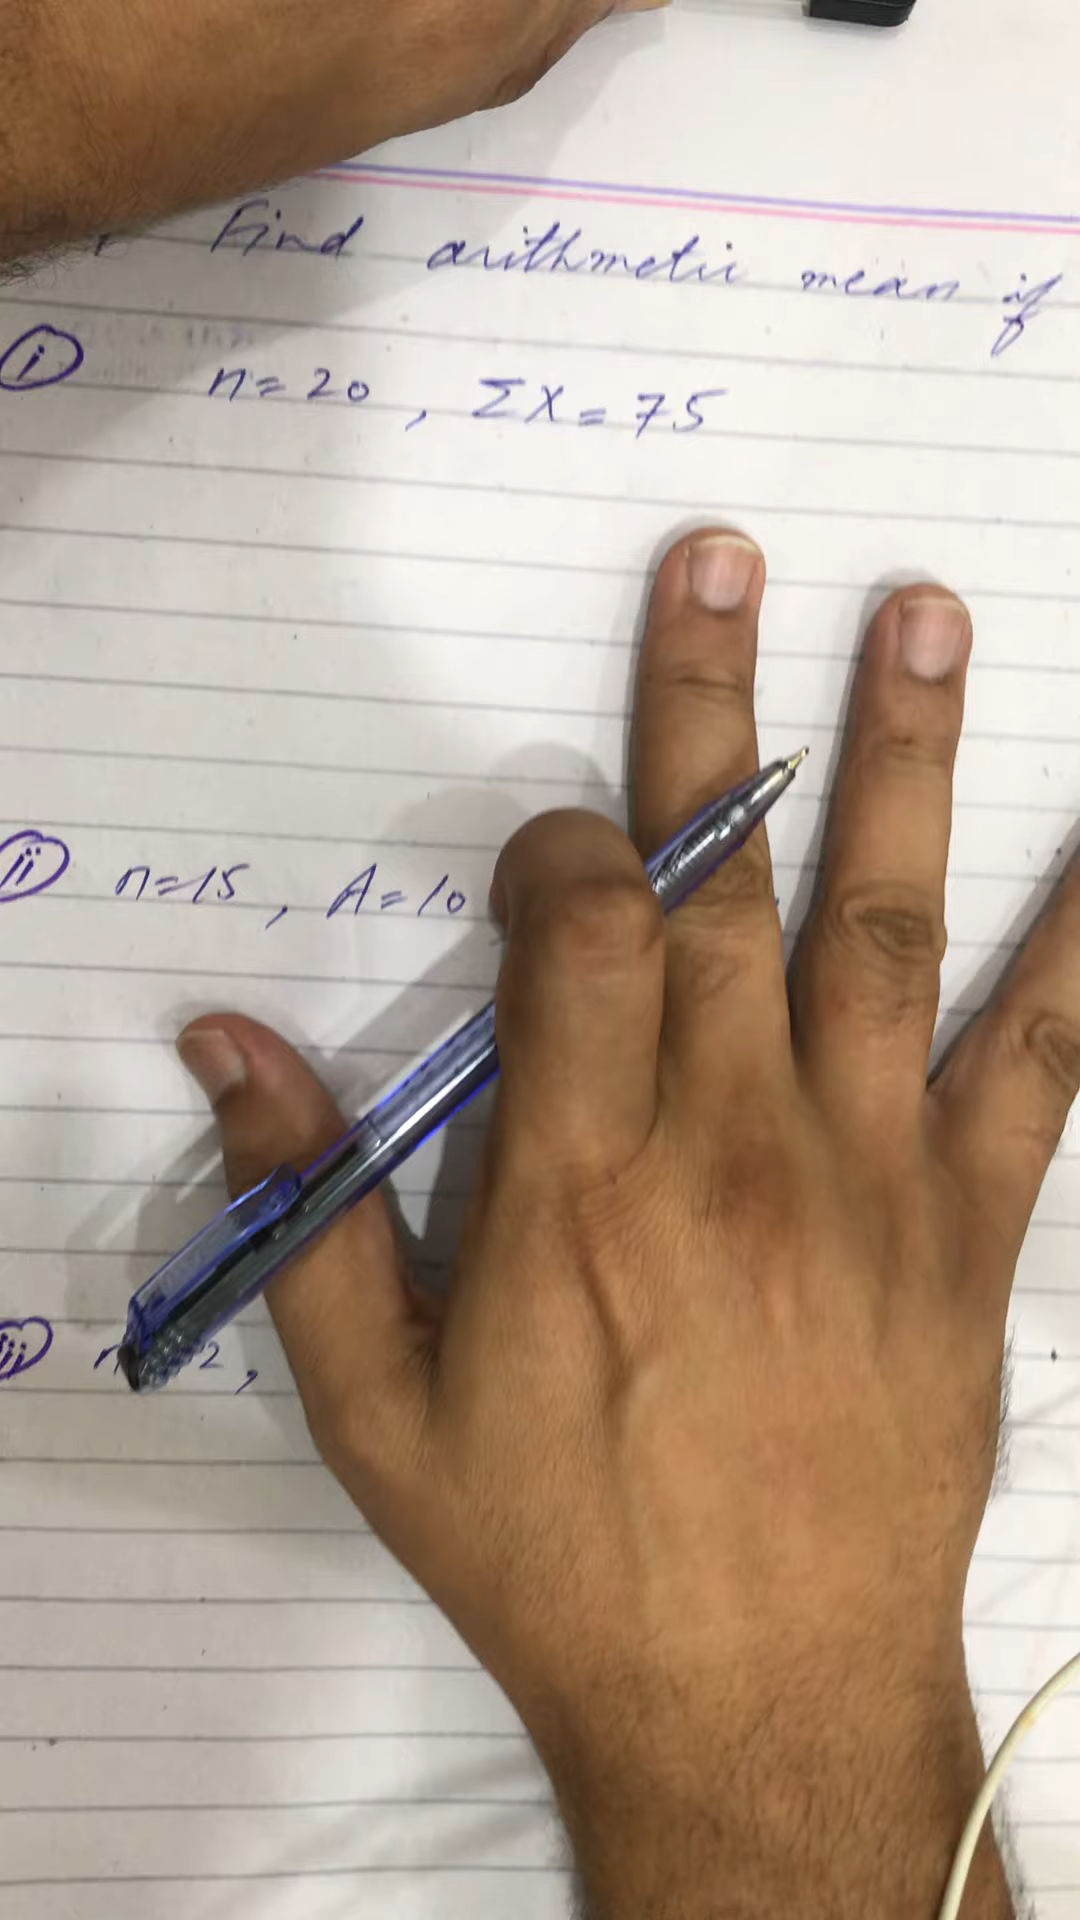 Find arithmetic mean if
i n = 20 , ΣX = 75
ii n=15 , A=10
iii